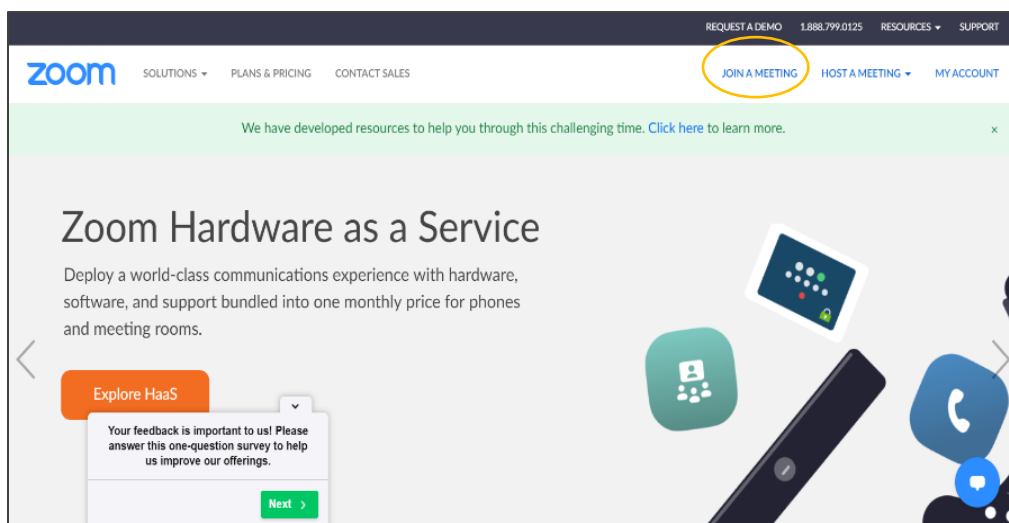 REQUEST A DEMO 1.888.799.0125 RESOURCES SUPPORT
zoom SOLUTIONS PLANS & PRICING CONTACT SALES JOIN A MEETING HOST A MEETING MY ACCOUNT
We have developed resources to help you through this challenging time. Click here to learn more. x
Zoom Hardware as a Service
Deploy a world-class communications experience with hardware,
software, and support bundled into one monthly price for phones
and meeting rooms.
Explore HaaS
Your feedback is important to us! Please
answer this one-question survey to help
us improve our offerings.
Next >